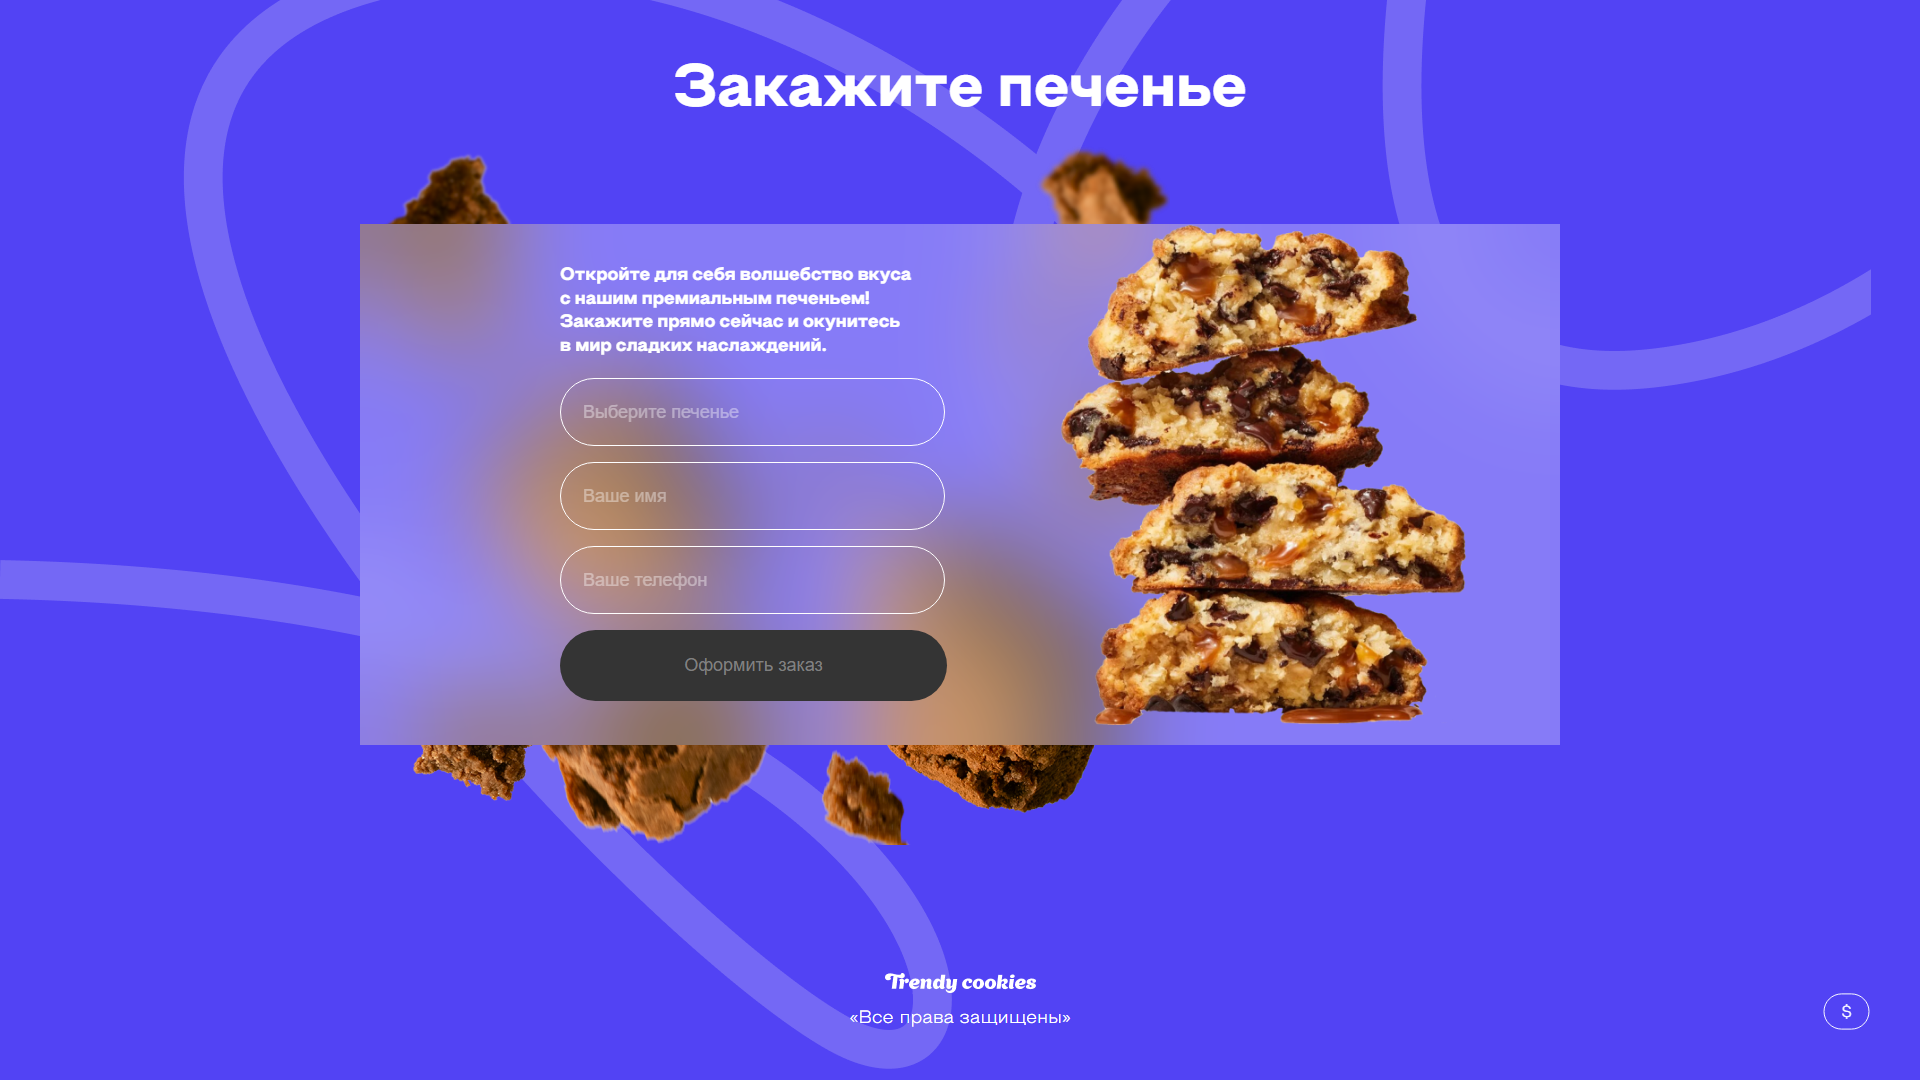 Закажите печенье
Откройте для себя волшебство вкуса
с нашим премиальным печеньем!
Закажите прямо сейчас и окунитесь
в мир сладких наслаждений.
Выберите печенье
Ваше имя
Ваше телефон
Оформить заказ
Trendy cookies
«Все права защищены»
$